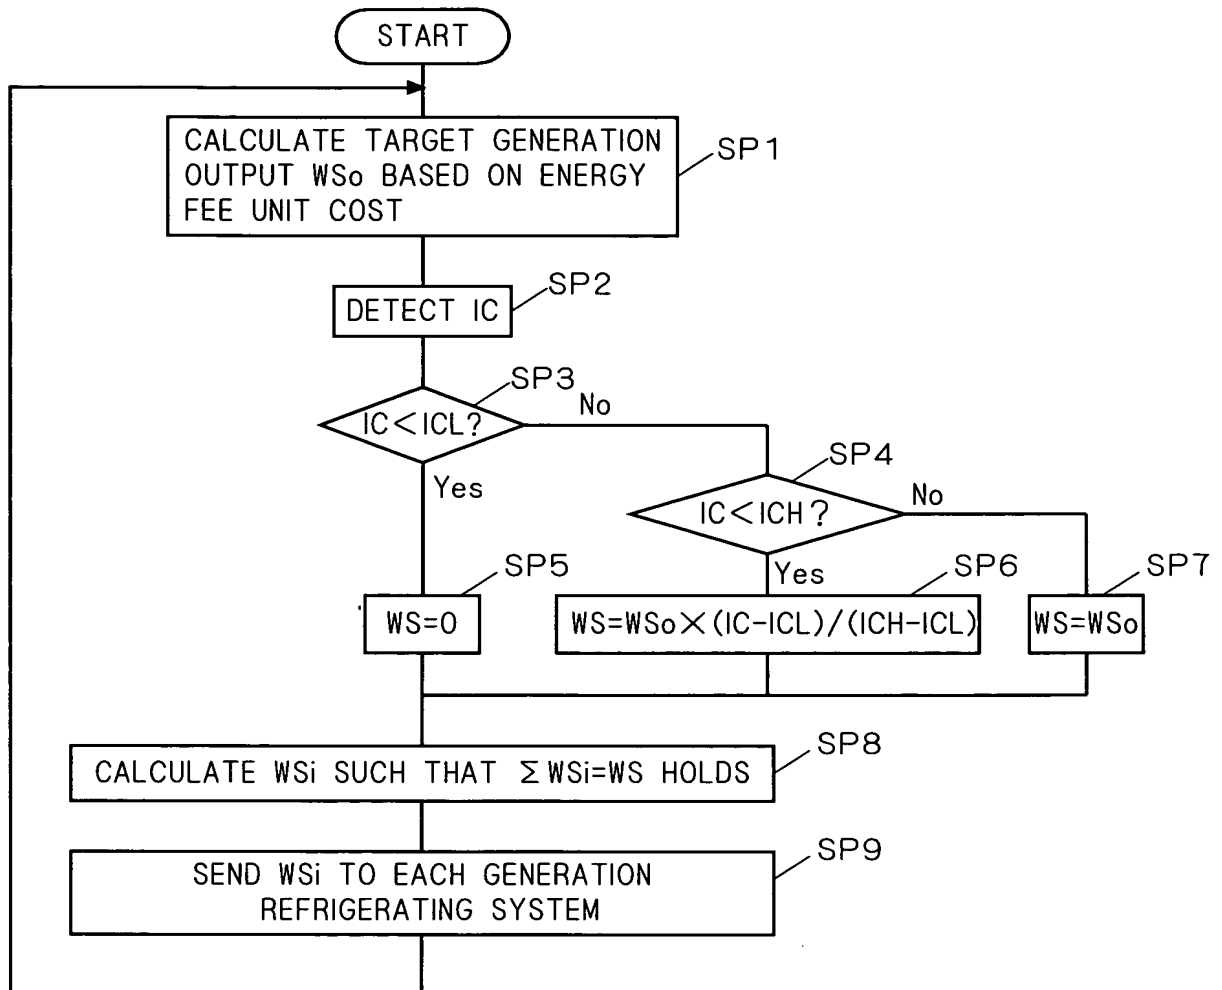 START
CALCULATE TARGET GENERATION
OUTPUT WSo BASED ON ENERGY
FEE UNIT COST
SP1
DETECT IC
SP2
IC<ICL?
SP3
No
Yes
IC<ICH?
SP4
No
Yes
WS=0
SP5
WS=WSo×(IC-ICL)/(ICH-ICL)
SP6
WS=WSo
SP7
CALCULATE WSi SUCH THAT ΣWSi=WS HOLDS
SP8
SEND WSi TO EACH GENERATION
REFRIGERATING SYSTEM
SP9